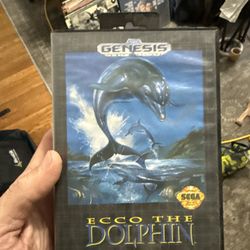 GENESIS
SEGA
ECCO THE
DOLPHIN